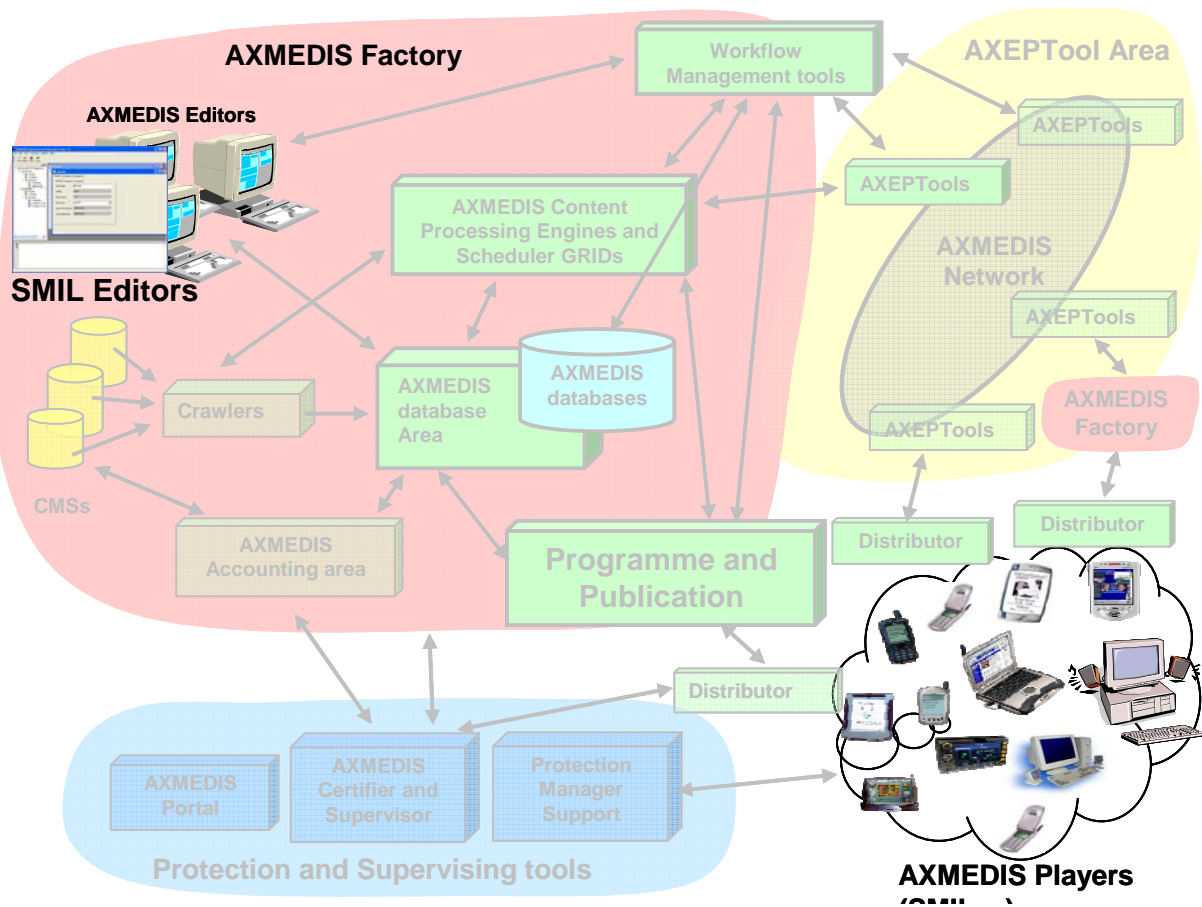 AXMEDIS Factory
Workflow
Management tools
AXEPTool Area
AXMEDIS Editors
AXEPTools
AXEPTools
AXMEDIS Content
Processing Engines and
Scheduler GRIDs
AXMEDIS
Network
SMIL Editors
AXEPTools
AXMEDIS
databases
AXMEDIS
database
Area
Crawlers
AXMEDIS
Factory
AXEPTools
CMSs
Distributor
Distributor
AXMEDIS
Accounting area
Programme and
Publication
Distributor
AXMEDIS
Portal
AXMEDIS
Certifier and
Supervisor
Protection
Manager
Support
Protection and Supervising tools
AXMEDIS Players